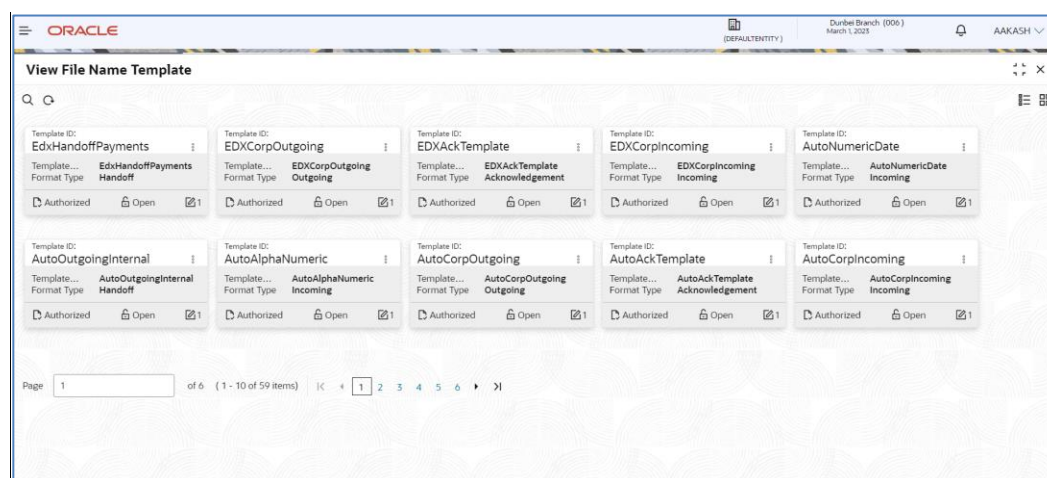 ORACLE
(DEFAULTENTITY)
Dunbei Branch (006)
March 1, 2023
AAKASH
View File Name Template
Template ID: Template ID: Template ID: Template ID: Template ID:
EdxHandoffPayments EDXCorpOutgoing EDXAckTemplate EDXCorpIncoming AutoNumericDate
Template... EdxHandoffPayments Template... EDXCorpOutgoing Template... EDXAckTemplate Template... EDXCorpIncoming Template... AutoNumericDate
Format Type Handoff Format Type Outgoing Format Type Acknowledgement Format Type Incoming Format Type Incoming
Authorized Open 1 Authorized Open 1 Authorized Open 1 Authorized Open 1 Authorized Open 1
Template ID: Template ID: Template ID: Template ID: Template ID:
AutoOutgoingInternal AutoAlphaNumeric AutoCorpOutgoing AutoAckTemplate AutoCorpIncoming
Template... AutoOutgoingInternal Template... AutoAlphaNumeric Template... AutoCorpOutgoing Template... AutoAckTemplate Template... AutoCorpIncoming
Format Type Handoff Format Type Incoming Format Type Outgoing Format Type Acknowledgement Format Type Incoming
Authorized Open 1 Authorized Open 1 Authorized Open 1 Authorized Open 1 Authorized Open 1
Page 1 of 6 (1 - 10 of 59 items) 1 2 3 4 5 6